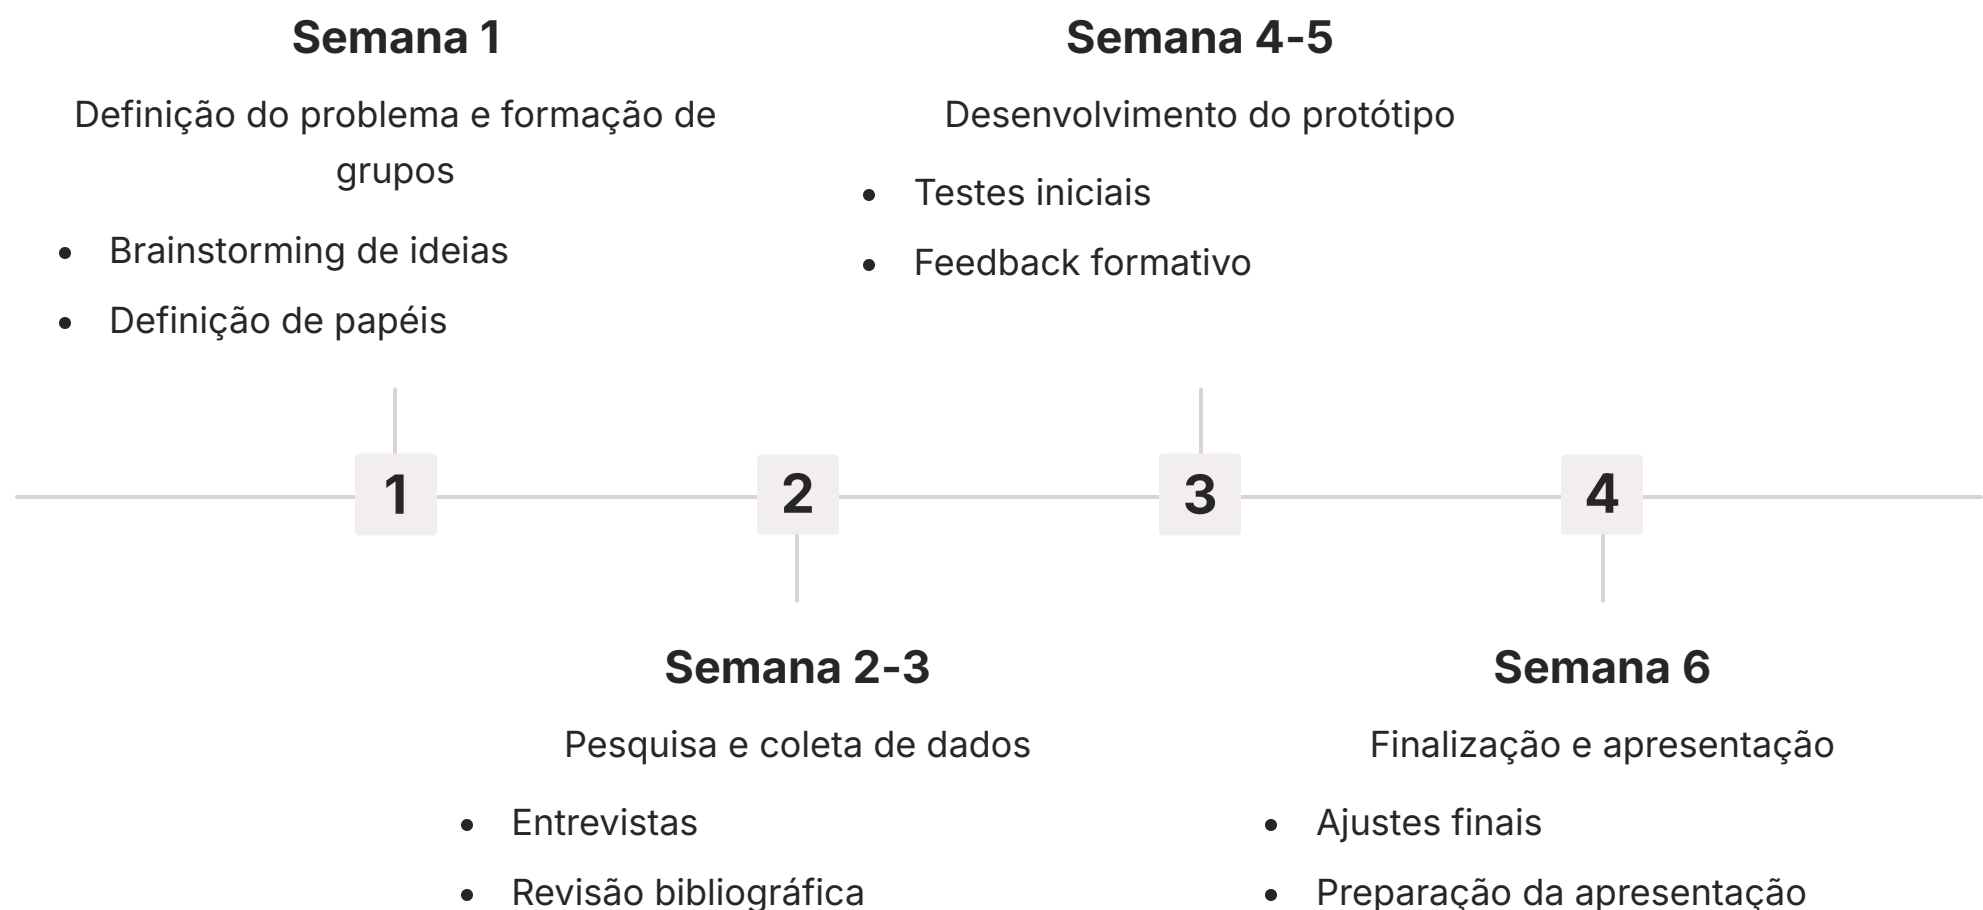 Semana 1
Definição do problema e formação de
grupos
• Brainstorming de ideias
• Definição de papéis
Semana 4-5
Desenvolvimento do protótipo
• Testes iniciais
• Feedback formativo
1
2
3
4
Semana 2-3
Pesquisa e coleta de dados
• Entrevistas
• Revisão bibliográfica
Semana 6
Finalização e apresentação
• Ajustes finais
• Preparação da apresentação